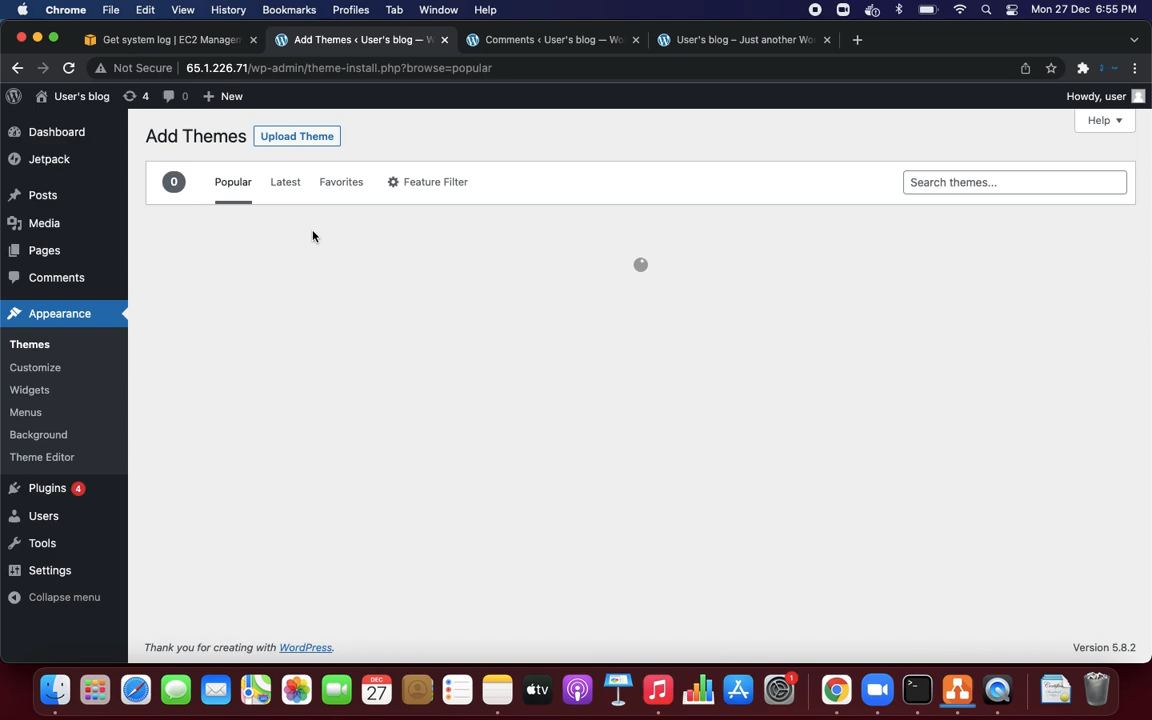 Chrome File Edit View History Bookmarks Profiles Tab Window Help Mon 27 Dec 6:55 PM
Get system log | EC2 Managem Add Themes ‹ User's blog — W Comments ‹ User's blog — Wo User's blog – Just another Wo
Not Secure 65.1.226.71/wp-admin/theme-install.php?browse=popular
User's blog 4 0 New Howdy, user
Help
Add Themes Upload Theme
0 Popular Latest Favorites Feature Filter Search themes...
Dashboard
Jetpack
Posts
Media
Pages
Comments
Appearance
Themes
Customize
Widgets
Menus
Background
Theme Editor
Plugins 4
Users
Tools
Settings
Collapse menu
Thank you for creating with WordPress. Version 5.8.2
DEC
27
tv
1